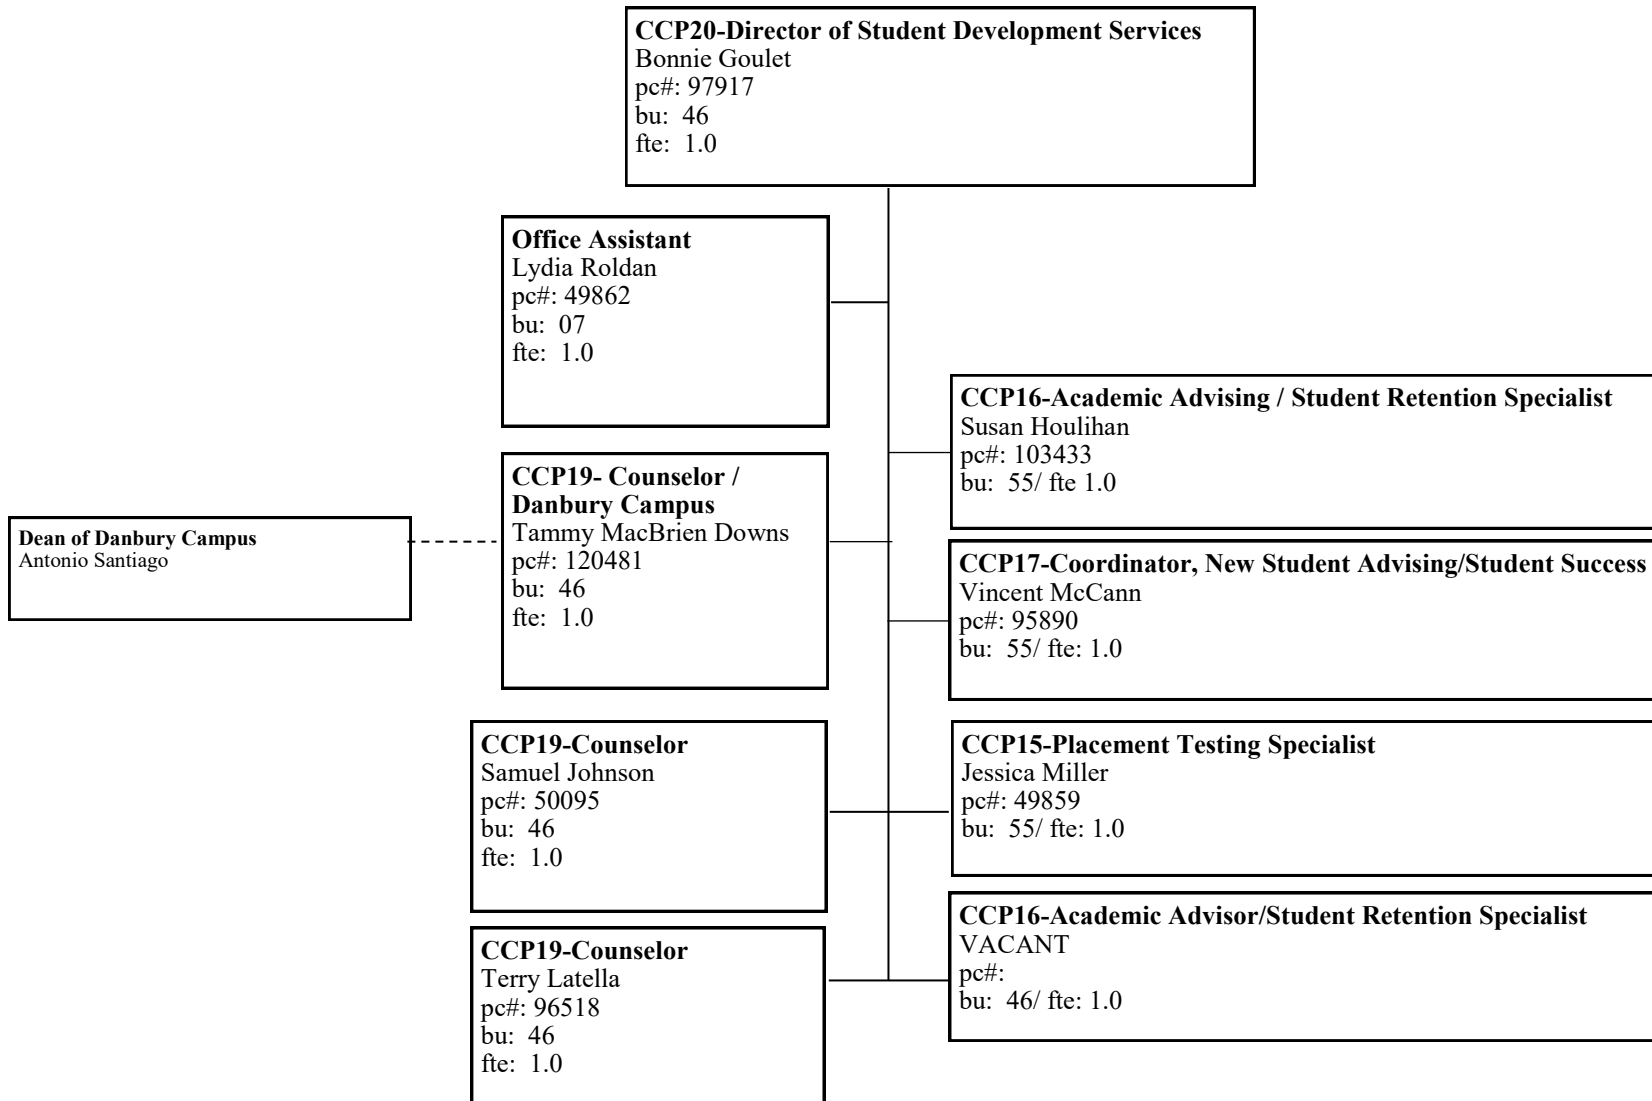 CCP20-Director of Student Development Services
Bonnie Goulet
pc#: 97917
bu:  46
fte:  1.0
Office Assistant
Lydia Roldan
pc#: 49862
bu:  07
fte:  1.0
CCP16-Academic Advising / Student Retention Specialist
Susan Houlihan
pc#: 103433
bu:  55/ fte 1.0
CCP19- Counselor /
Danbury Campus
Tammy MacBrien Downs
pc#: 120481
bu:  46
fte:  1.0
Dean of Danbury Campus
Antonio Santiago
CCP17-Coordinator, New Student Advising/Student Success
Vincent McCann
pc#: 95890
bu:  55/ fte: 1.0
CCP19-Counselor
Samuel Johnson
pc#: 50095
bu:  46
fte:  1.0
CCP15-Placement Testing Specialist
Jessica Miller
pc#: 49859
bu:  55/ fte: 1.0
CCP19-Counselor
Terry Latella
pc#: 96518
bu:  46
fte:  1.0
CCP16-Academic Advisor/Student Retention Specialist
VACANT
pc#:
bu:  46/ fte: 1.0